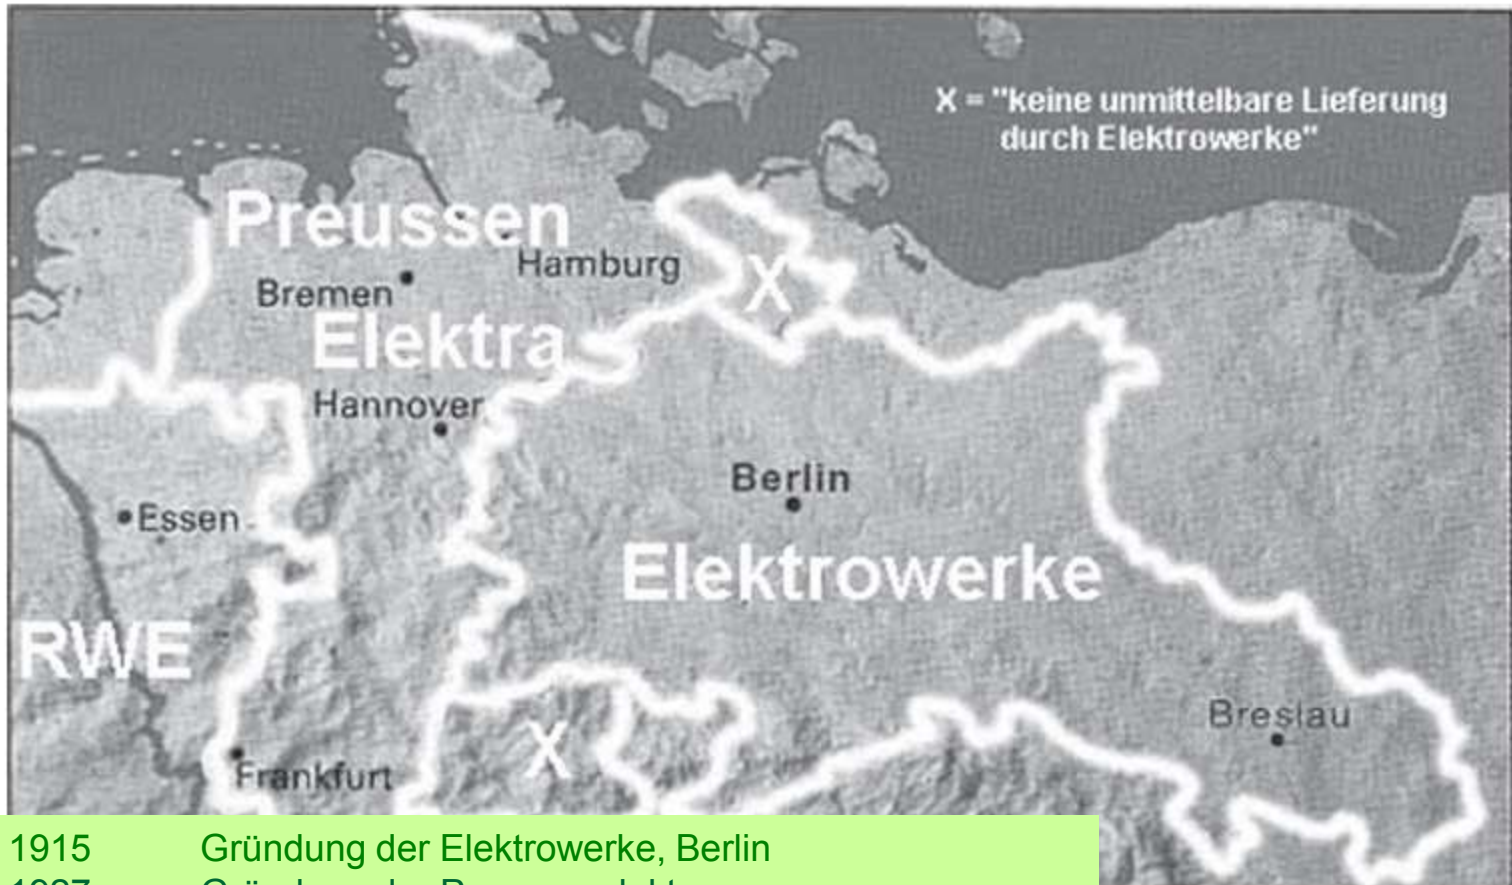 X = "keine unmittelbare Lieferung
durch Elektrowerke"
Preussen
Hamburg
Bremen
Elektra
Hannover
Berlin
Essen
Elektrowerke
RWE
Breslau
X
X
Frankfurt
1915 Gründung der Elektrowerke, Berlin